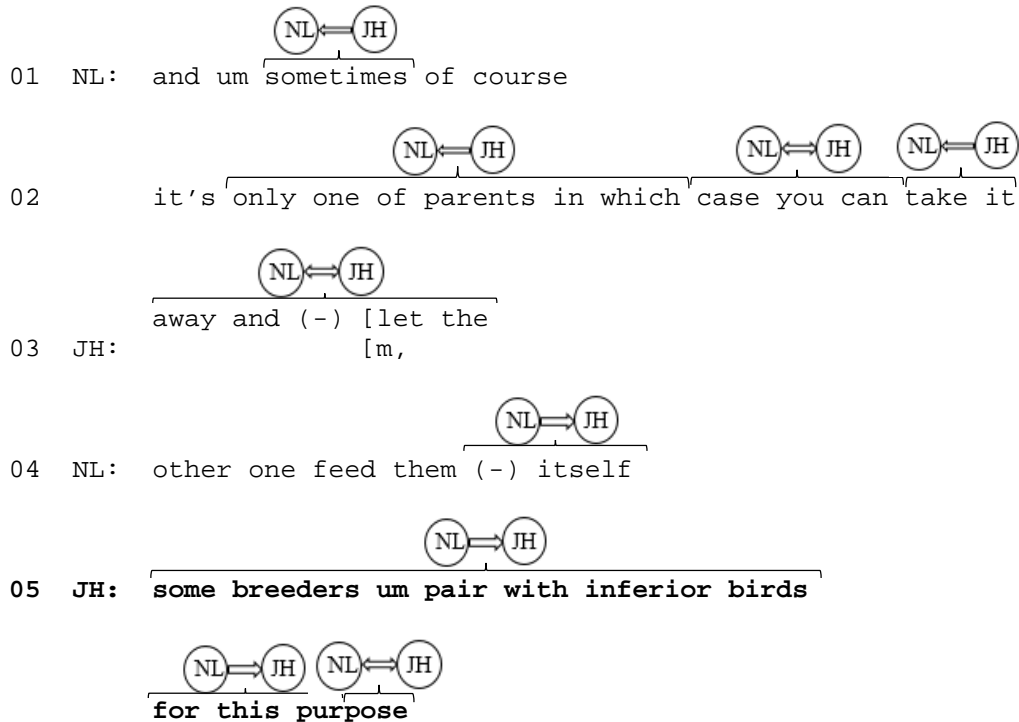 NL JH
01 NL: and um sometimes of course
NL JH NL JH NL JH
02 it's only one of parents in which case you can take it
NL JH
away and (-) [let the
03 JH: [m,
NL JH
04 NL: other one feed them (-) itself
NL JH
05 JH: some breeders um pair with inferior birds
NL JH NL JH
for this purpose